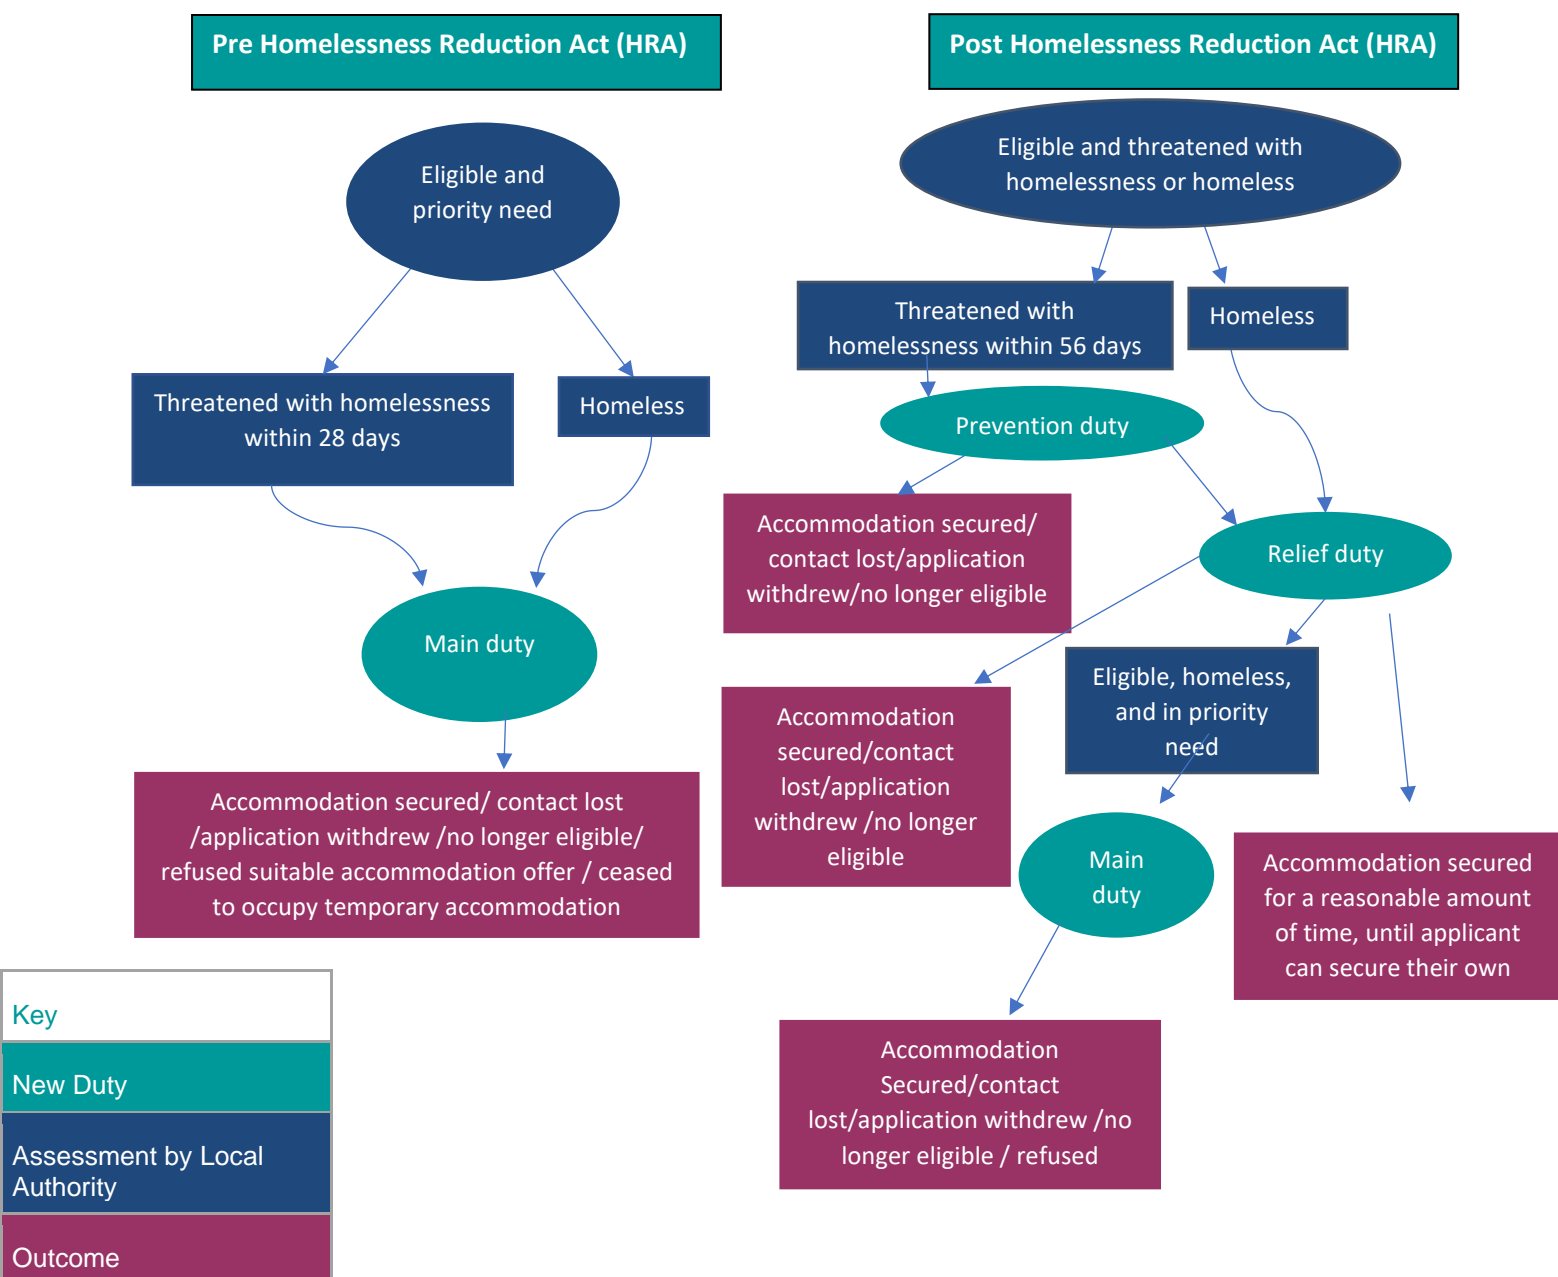 Pre Homelessness Reduction Act (HRA)
Eligible and
priority need
Threatened with homelessness
within 28 days
Homeless
Main duty
Accommodation secured/ contact lost
/application withdrew /no longer eligible/
refused suitable accommodation offer / ceased
to occupy temporary accommodation
Post Homelessness Reduction Act (HRA)
Eligible and threatened with
homelessness or homeless
Threatened with
homelessness within 56 days
Homeless
Prevention duty
Accommodation secured/
contact lost/application
withdrew/no longer eligible
Relief duty
Accommodation
secured/contact
lost/application
withdrew /no longer
eligible
Eligible, homeless,
and in priority
need
Main
duty
Accommodation secured
for a reasonable amount
of time, until applicant
can secure their own
Accommodation
Secured/contact
lost/application withdrew /no
longer eligible / refused
Key
New Duty
Assessment by Local
Authority
Outcome